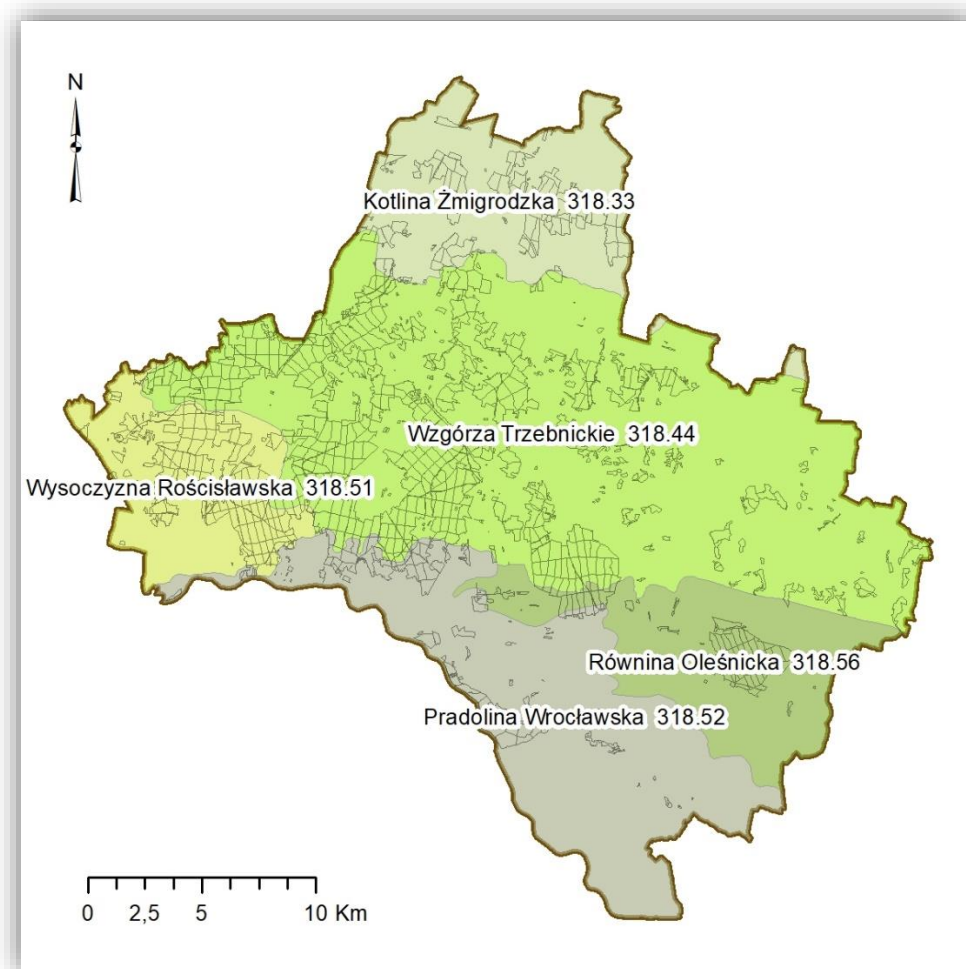 N
Kotlina Żmigrodzka 318.33
Wzgórza Trzebnickie 318.44
Wysoczyzna Rościsławska 318.51
Równina Oleśnicka 318.56
Pradolina Wrocławska 318.52
0 2,5 5 10 Km